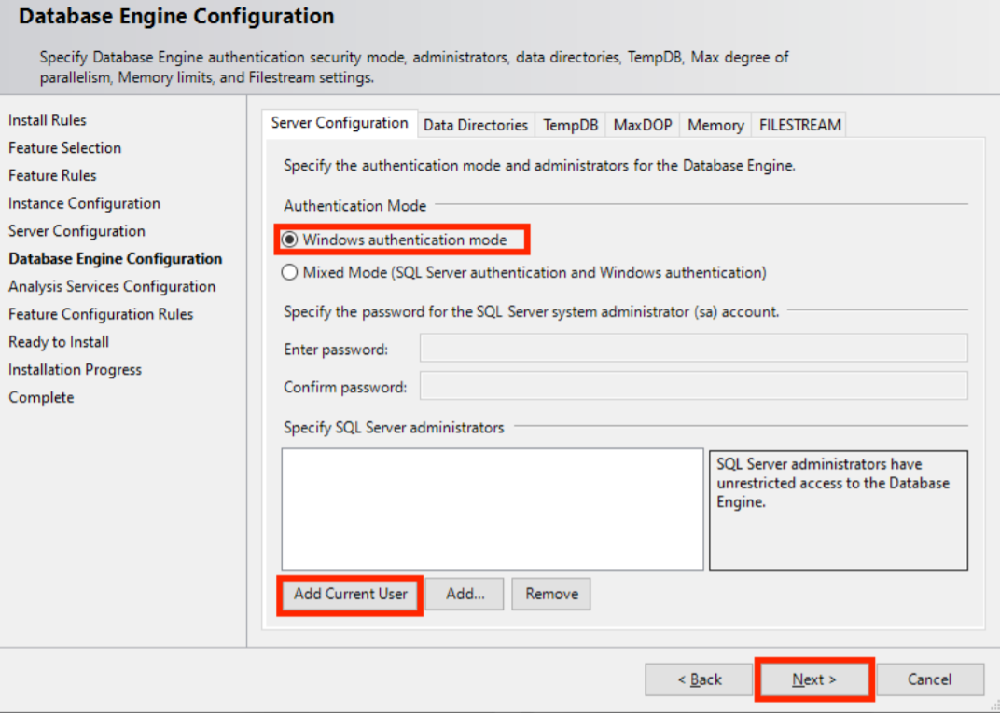 Database Engine Configuration
Specify Database Engine authentication security mode, administrators, data directories, TempDB, Max degree of
parallelism, Memory limits, and Filestream settings.
Install Rules
Feature Selection
Feature Rules
Instance Configuration
Server Configuration
Database Engine Configuration
Analysis Services Configuration
Feature Configuration Rules
Ready to Install
Installation Progress
Complete
Server Configuration Data Directories TempDB MaxDOP Memory FILESTREAM
Specify the authentication mode and administrators for the Database Engine.
Authentication Mode
Windows authentication mode
Mixed Mode (SQL Server authentication and Windows authentication)
Specify the password for the SQL Server system administrator (sa) account.
Enter password:
Confirm password:
Specify SQL Server administrators
SQL Server administrators have
unrestricted access to the Database
Engine.
Add Current User Add... Remove
< Back Next > Cancel